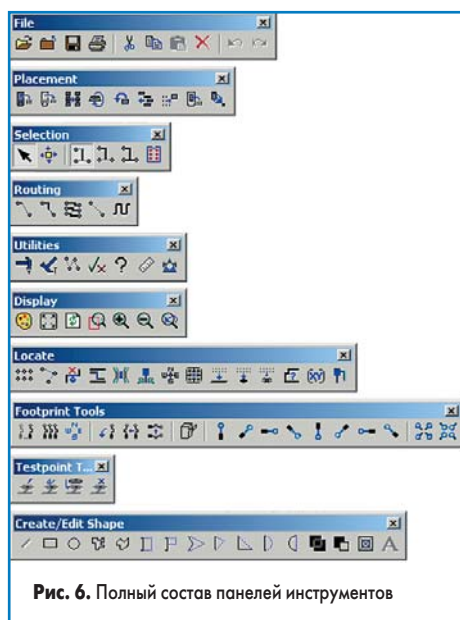 File
Placement
Selection
Routing
Utilities
Display
Locate
Footprint Tools
Testpoint T...
Create/Edit Shape
Рис. 6. Полный состав панелей инструментов